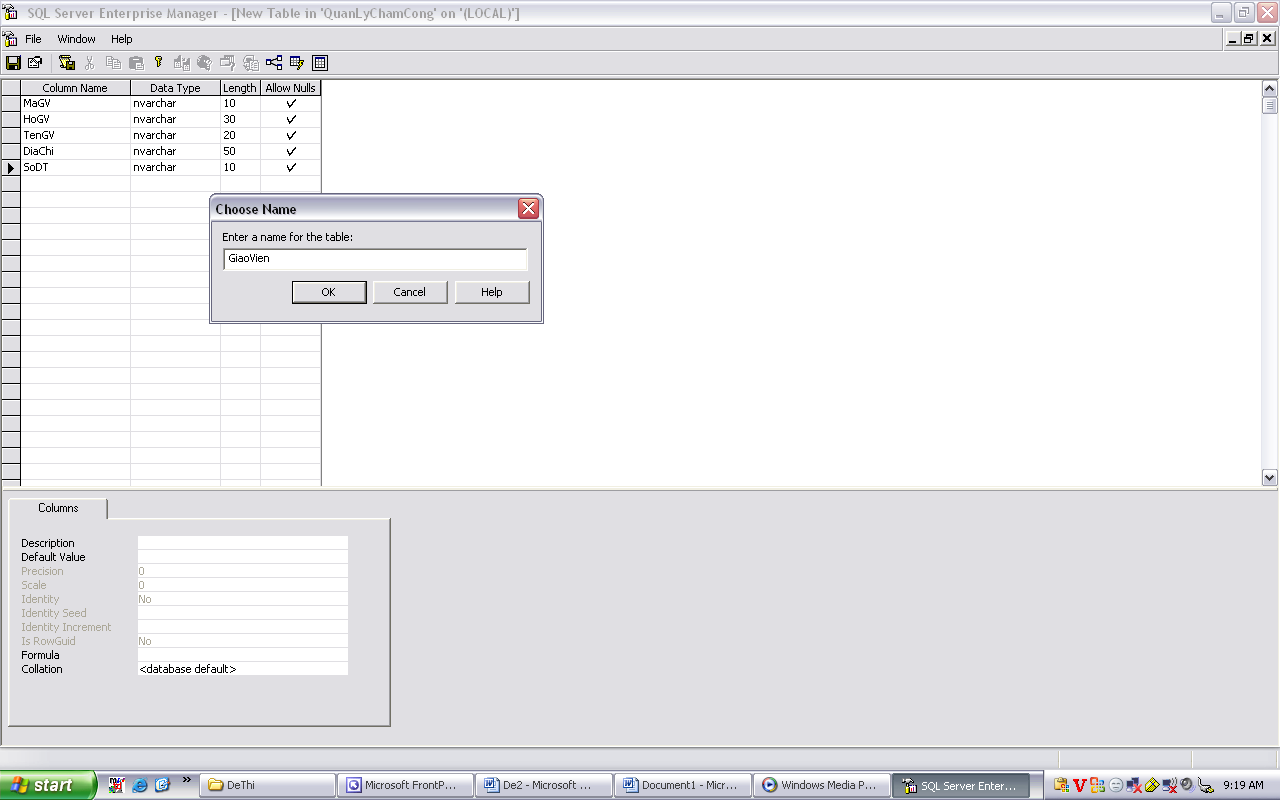 SQL Server Enterprise Manager - [New Table in 'QuanLyChamCong' on '(LOCAL)']
File Window Help
Column Name Data Type Length Allow Nulls
MaGV nvarchar 10
HoGV nvarchar 30
TenGV nvarchar 20
DiaChi nvarchar 50
SoDT nvarchar 10
Choose Name
Enter a name for the table:
GiaoVien
OK Cancel Help
Columns
Description
Default Value
Precision 0
Scale 0
Identity No
Identity Seed
Identity Increment
Is RowGuid No
Formula
Collation <database default>
start DeThi Microsoft FrontP... De2 - Microsoft ... Document1 - Micr... Windows Media P... SQL Server Enter... 9:19 AM